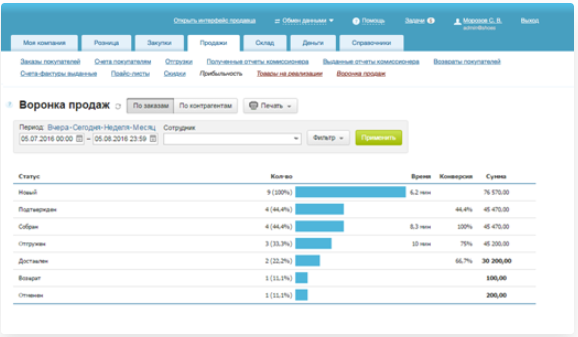 Открыть интерфейс продавца Обмен данными Помощь Задачи Морозов С. В. Выход
Моя компания Розница Закупки Продажи Склад Деньги Справочники
Заказы покупателей Счета покупателям Отгрузки Полученные отчеты комиссионера Выданные отчеты комиссионера Возвраты покупателей
Счета-фактуры выданные Прайс-листы Скидки Прибыльность Товары на реализации Воронка продаж
Воронка продаж По заказам По контрагентам Печать
Период: Вчера-Сегодня-Неделя-Месяц Сотрудник
05.07.2016 00:00 – 05.08.2016 23:59 Фильтр Применить
Статус Кол-во Время Конверсия Сумма
Новый 9 (100%) 6,2 мин 76 570,00
Подтвержден 4 (44,4%) 44,4% 45 470,00
Собран 4 (44,4%) 8,3 мин 100% 45 470,00
Отгружен 3 (33,3%) 10 мин 75% 45 200,00
Доставлен 2 (22,2%) 66,7% 30 200,00
Возврат 1 (11,1%) 100,00
Отменен 1 (11,1%) 200,00